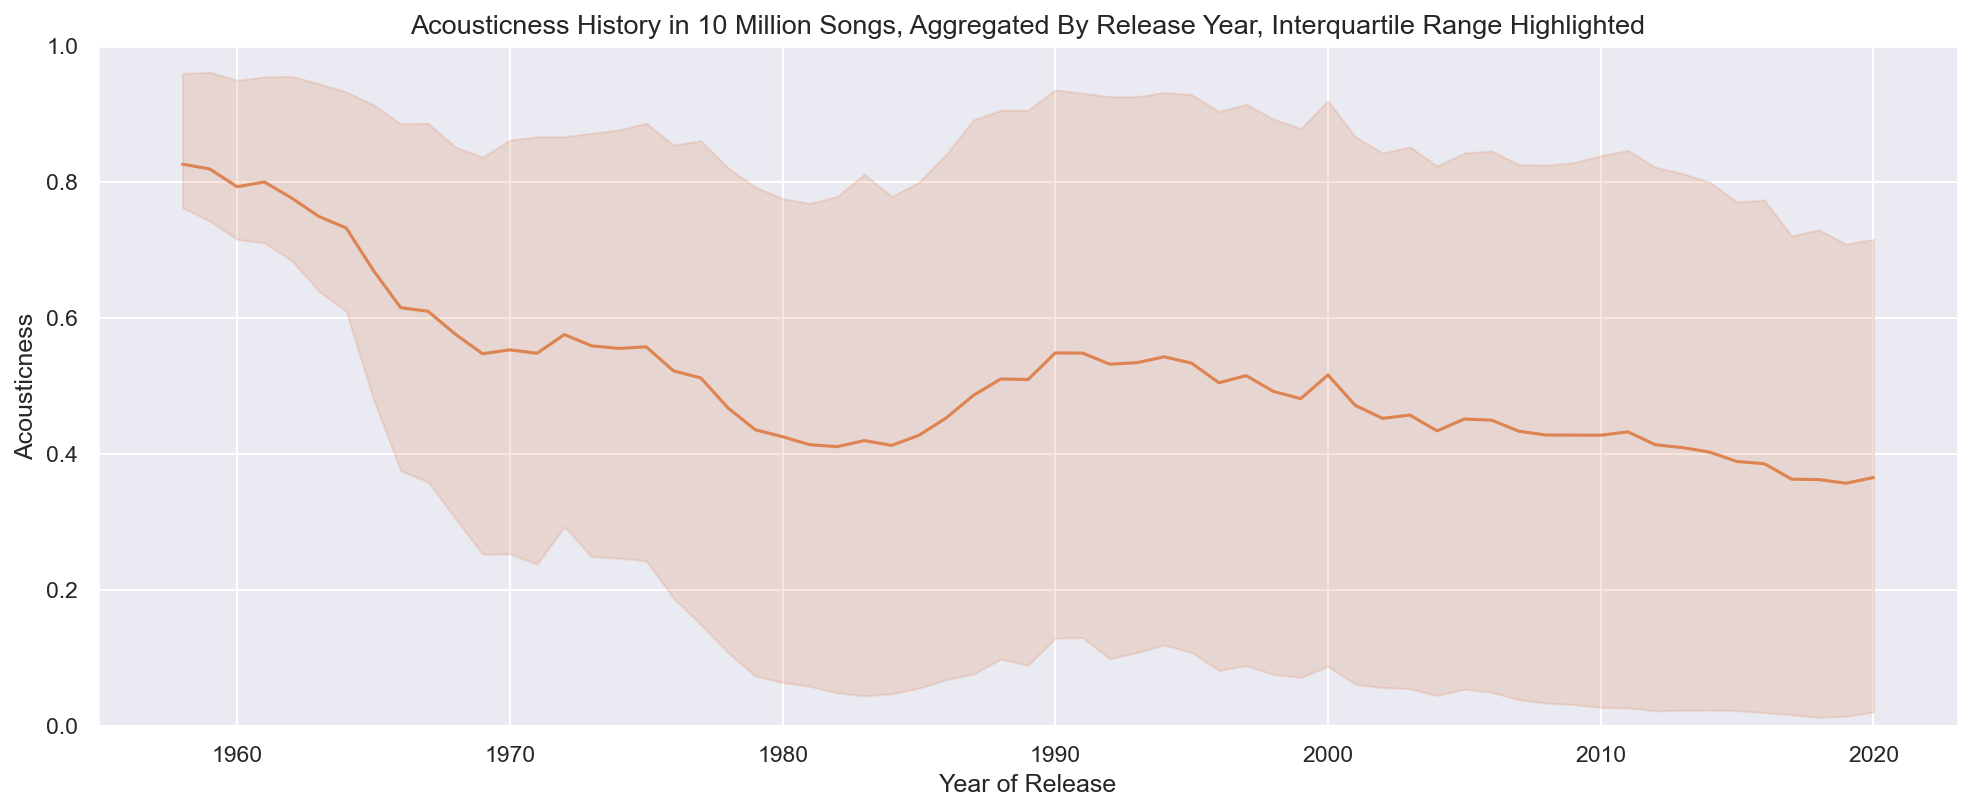 Acousticness History in 10 Million Songs, Aggregated By Release Year, Interquartile Range Highlighted
1.0
0.8
0.6
0.4
0.2
0.0
Acousticness
1960 1970 1980 1990 2000 2010 2020
Year of Release